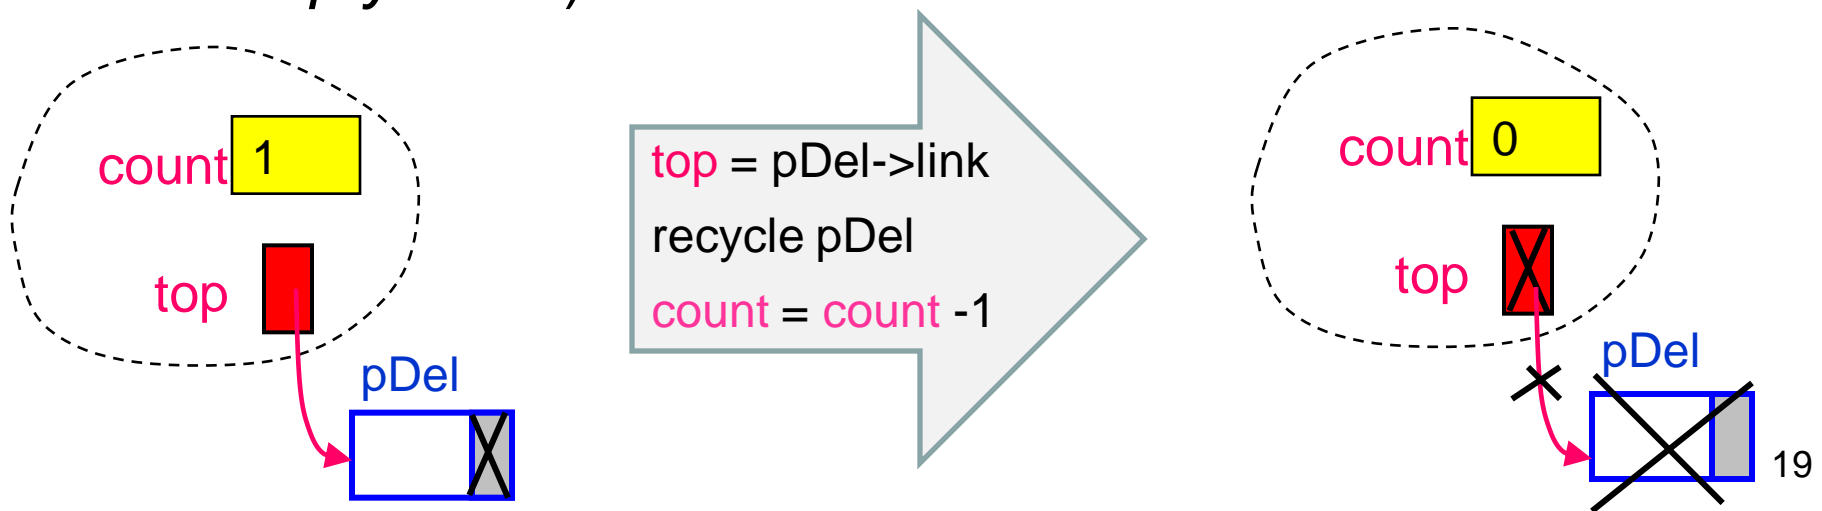 count 1
top
pDel
top = pDel->link
recycle pDel
count = count -1
count 0
top
pDel
19